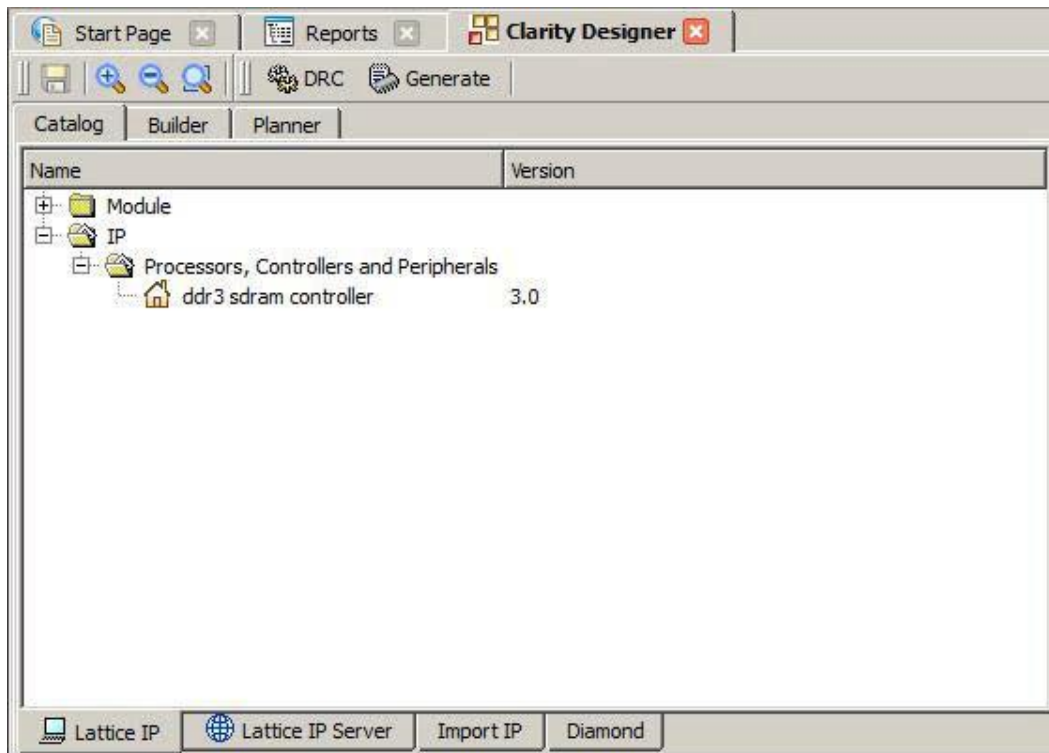 Start Page Reports Clarity Designer
DRC Generate
Catalog Builder Planner
Name Version
Module
IP
Processors, Controllers and Peripherals
ddr3 sdram controller 3.0
Lattice IP Lattice IP Server Import IP Diamond